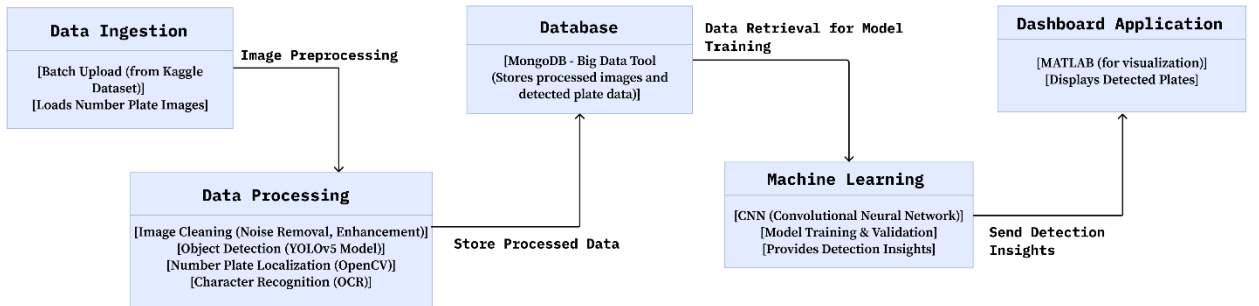 Data Ingestion
[Batch Upload (from Kaggle
Dataset)]
[Loads Number Plate Images]
Image Preprocessing
Data Processing
[Image Cleaning (Noise Removal, Enhancement)]
[Object Detection (YOLOv5 Model)]
[Number Plate Localization (OpenCV)]
[Character Recognition (OCR)]
Store Processed Data
Database
[MongoDB - Big Data Tool
(Stores processed images and
detected plate data)]
Data Retrieval for Model
Training
Machine Learning
[CNN (Convolutional Neural Network)]
[Model Training & Validation]
[Provides Detection Insights]
Send Detection
Insights
Dashboard Application
[MATLAB (for visualization)]
[Displays Detected Plates]